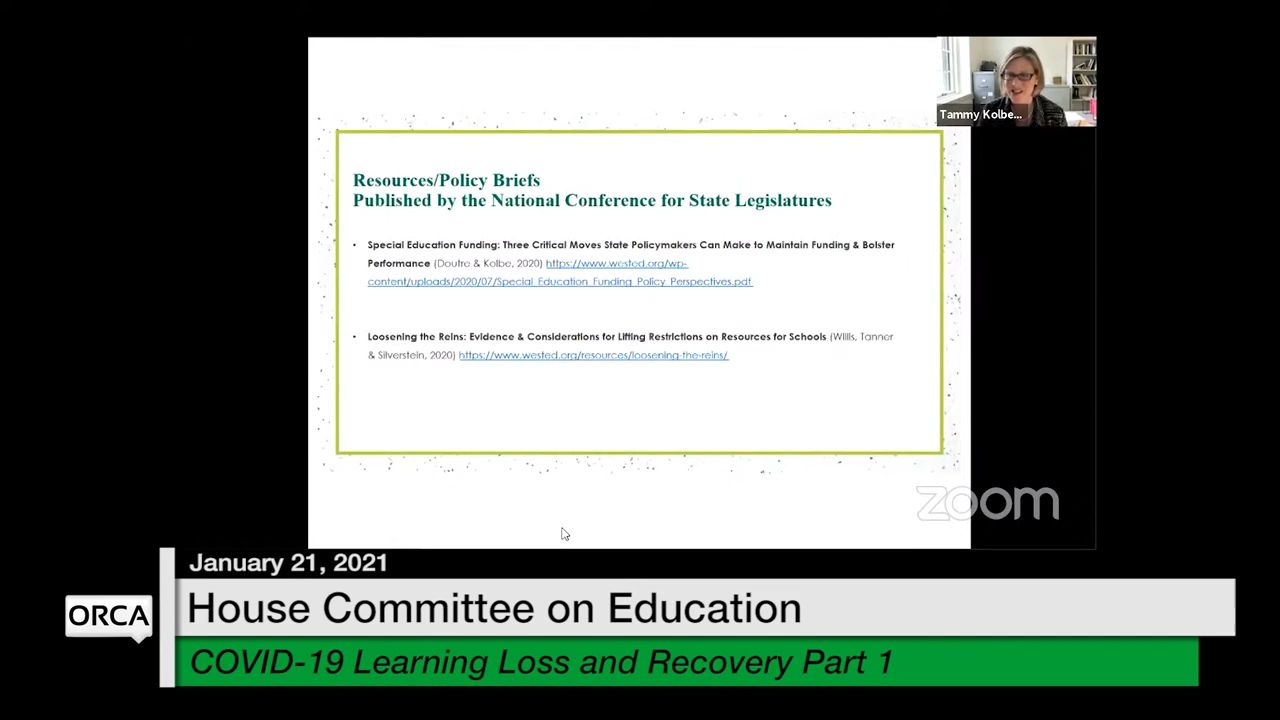 Tammy Kolbe...
Resources/Policy Briefs
Published by the National Conference for State Legislatures
• Special Education Funding: Three Critical Moves State Policymakers Can Make to Maintain Funding & Bolster
Performance (Doutre & Kolbe, 2020) https://www.wested.org/wp-
content/uploads/2020/07/Special_Education_Funding_Policy_Perspectives.pdf
• Loosening the Reins: Evidence & Considerations for Lifting Restrictions on Resources for Schools (Willis, Tanner
& Silverstein, 2020) https://www.wested.org/resources/loosening-the-reins/
zoom
January 21, 2021
ORCA
House Committee on Education
COVID-19 Learning Loss and Recovery Part 1